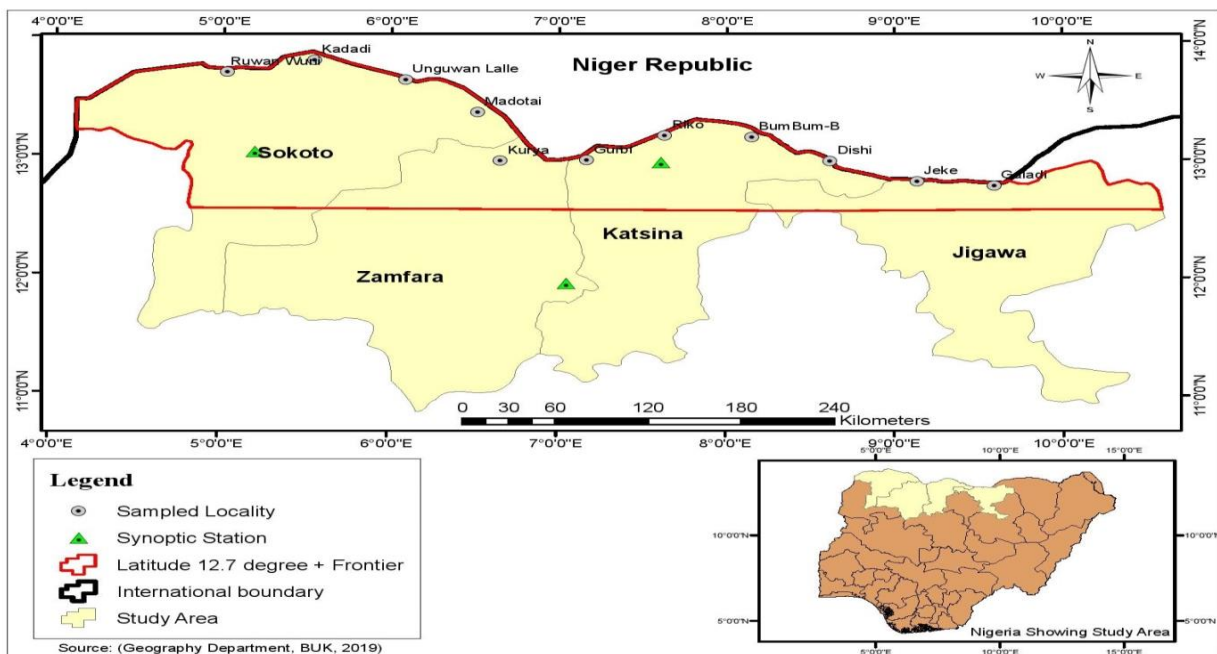 4°0'0"E 5°0'0"E 6°0'0"E 7°0'0"E 8°0'0"E 9°0'0"E 10°0'0"E
14°0'0"N
Kadadi
Ruwan Wuri
Unguwan Lalle
Niger Republic
N
W E
S
Madotai
Riko
BumBum-B
13°0'0"N 13°0'0"N
Sokoto
Kurya
Gurbi
Dishi
Jeke
Galadi
Katsina
Jigawa
Zamfara
12°0'0"N 12°0'0"N
11°0'0"N 11°0'0"N
0 30 60 120 180 240
Kilometers
4°0'0"E 5°0'0"E 6°0'0"E 7°0'0"E 8°0'0"E 9°0'0"E 10°0'0"E
Legend
Sampled Locality
Synoptic Station
Latitude 12.7 degree + Frontier
International boundary
Study Area
Source: (Geography Department, BUK, 2019)
5°0'0"E 10°0'0"E 15°0'0"E
10°0'0"N 10°0'0"N
5°0'0"N 5°0'0"N
Nigeria Showing Study Area
5°0'0"E 10°0'0"E 15°0'0"E